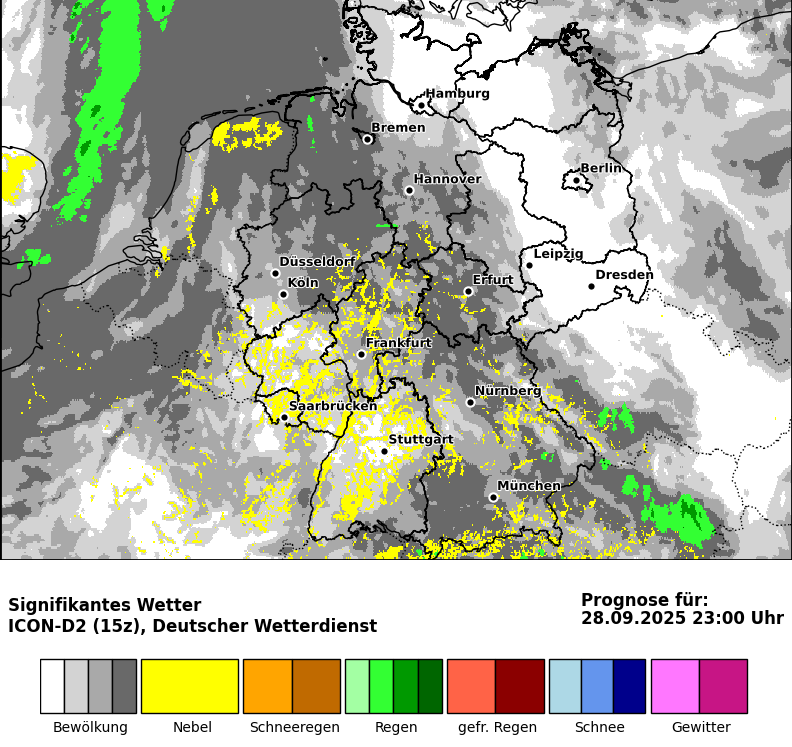 Hamburg
Bremen
Berlin
Hannover
Leipzig
Düsseldorf
Dresden
Köln
Erfurt
Frankfurt
Nürnberg
Saarbrücken
Stuttgart
München
Signifikantes Wetter
ICON-D2 (15z), Deutscher Wetterdienst
Prognose für:
28.09.2025 23:00 Uhr
Bewölkung Nebel Schneeregen Regen gefr. Regen Schnee Gewitter